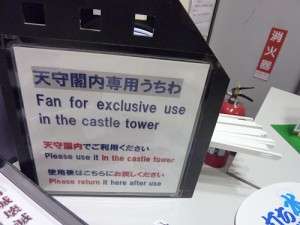 天守閣内専用うちわ
Fan for exclusive use
in the castle tower
天守閣内でご利用ください
Please use it in the castle tower
使用後はこちらにお戻しください
Please return it here after use
消火器